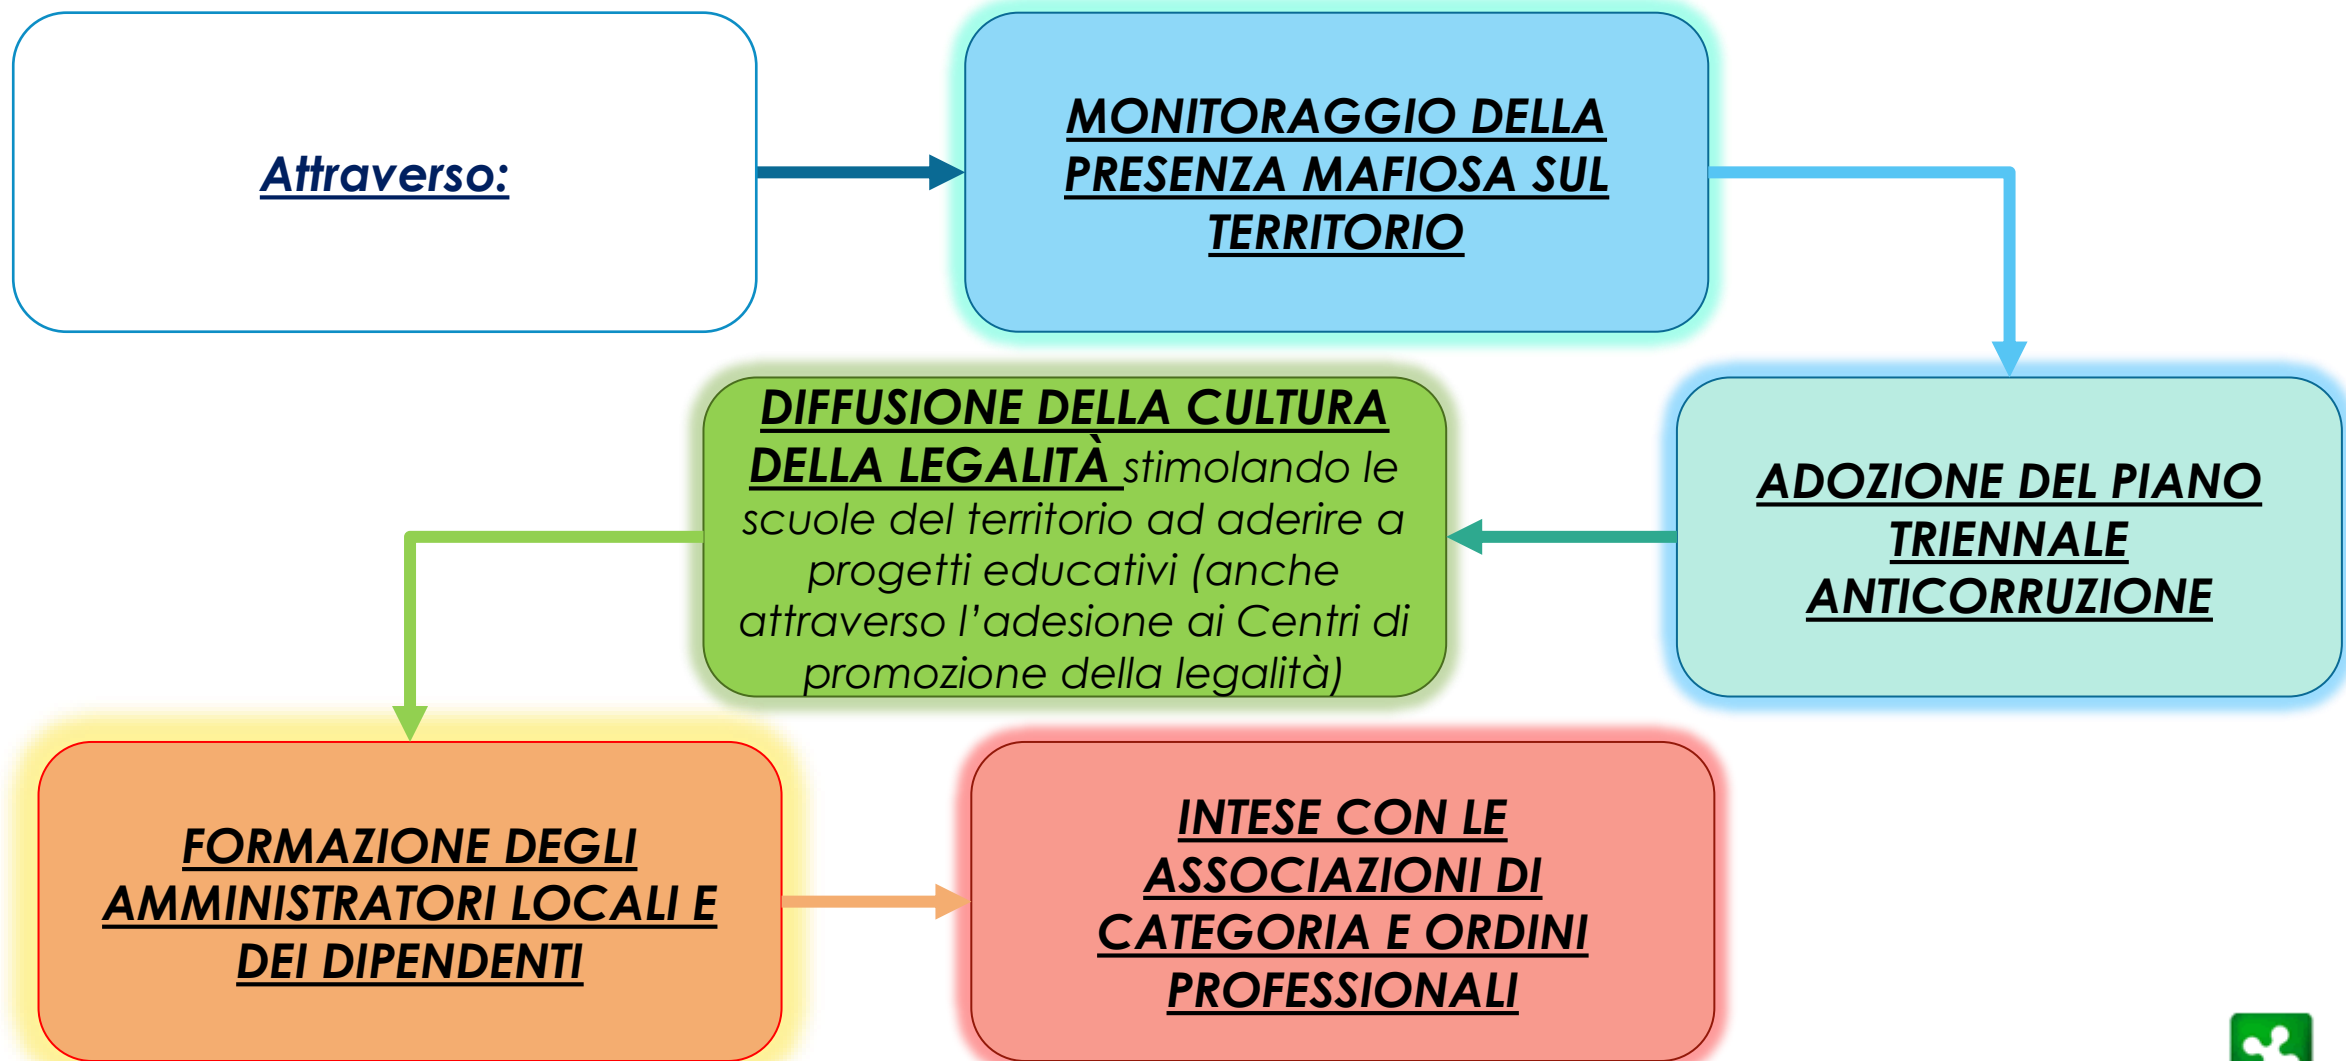 Attraverso:
MONITORAGGIO DELLA
PRESENZA MAFIOSA SUL
TERRITORIO
ADOZIONE DEL PIANO
TRIENNALE
ANTICORRUZIONE
DIFFUSIONE DELLA CULTURA
DELLA LEGALITÀ stimolando le
scuole del territorio ad aderire a
progetti educativi (anche
attraverso l’adesione ai Centri di
promozione della legalità)
FORMAZIONE DEGLI
AMMINISTRATORI LOCALI E
DEI DIPENDENTI
INTESE CON LE
ASSOCIAZIONI DI
CATEGORIA E ORDINI
PROFESSIONALI